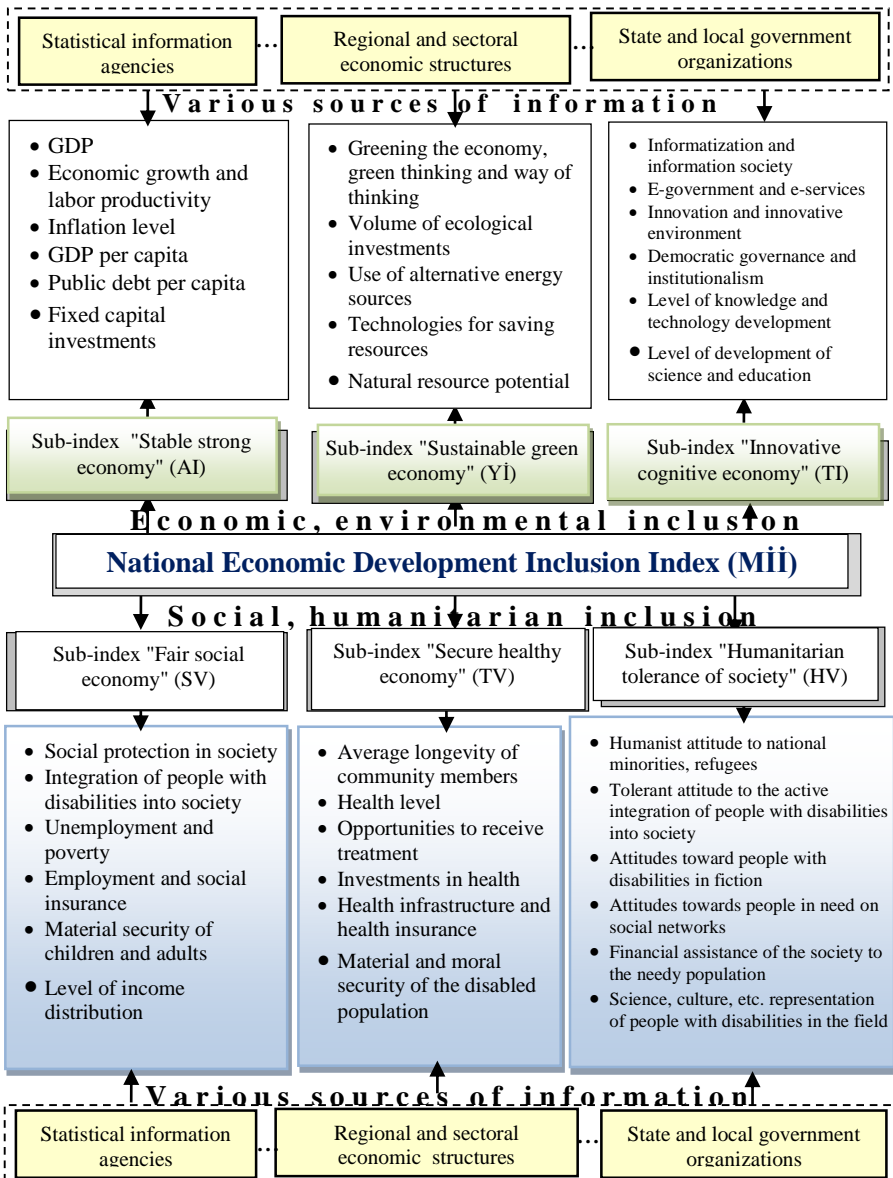 Statistical information
agencies
...
Regional and sectoral
economic structures
...
State and local government
organizations
Various sources of information
• GDP
• Economic growth and
labor productivity
• Inflation level
• GDP per capita
• Public debt per capita
• Fixed capital
investments
• Greening the economy,
green thinking and way of
thinking
• Volume of ecological
investments
• Use of alternative energy
sources
• Technologies for saving
resources
• Natural resource potential
• Informatization and
information society
• E-government and e-services
• Innovation and innovative
environment
• Democratic governance and
institutionalism
• Level of knowledge and
technology development
• Level of development of
science and education
Sub-index "Stable strong
economy" (AI)
Sub-index "Sustainable green
economy" (Yİ)
Sub-index "Innovative
cognitive economy" (TI)
Economic, environmental inclusion
National Economic Development Inclusion Index (Mİİ)
Social, humanitarian inclusion
Sub-index "Fair social
economy" (SV)
Sub-index "Secure healthy
economy" (TV)
Sub-index "Humanitarian
tolerance of society" (HV)
• Social protection in society
• Integration of people with
disabilities into society
• Unemployment and
poverty
• Employment and social
insurance
• Material security of
children and adults
• Level of income
distribution
• Average longevity of
community members
• Health level
• Opportunities to receive
treatment
• Investments in health
• Health infrastructure and
health insurance
• Material and moral
security of the disabled
population
• Humanist attitude to national
minorities, refugees
• Tolerant attitude to the active
integration of people with disabilities
into society
• Attitudes toward people with
disabilities in fiction
• Attitudes towards people in need on
social networks
• Financial assistance of the society to
the needy population
• Science, culture, etc. representation
of people with disabilities in the field
Various sources of information
Statistical information
agencies
...
Regional and sectoral
economic structures
...
State and local government
organizations